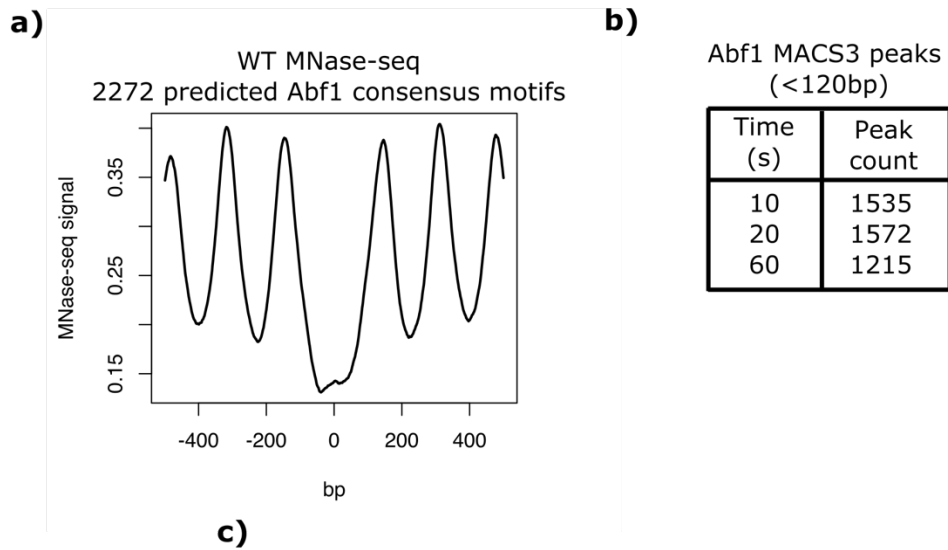 a)
WT MNase-seq
2272 predicted Abf1 consensus motifs
MNase-seq signal
0.35
0.25
0.15
-400 -200 0 200 400
bp
b)
Abf1 MACS3 peaks
(<120bp)
Time (s) Peak count
10 1535
20 1572
60 1215
c)